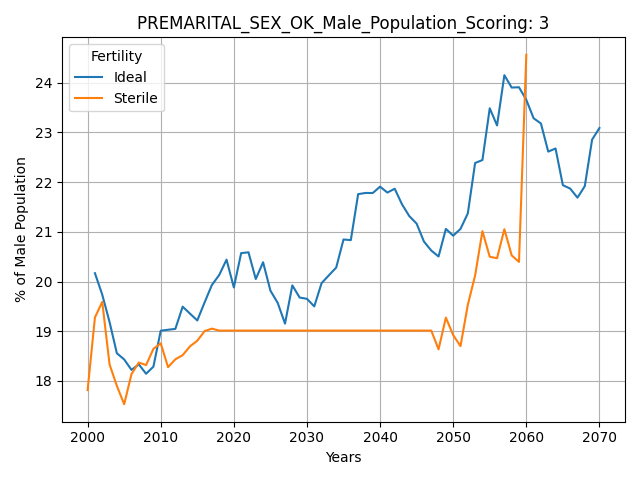 PREMARITAL_SEX_OK_Male_Population_Scoring: 3
Fertility
Ideal
Sterile
% of Male Population
24
23
22
21
20
19
18
2000 2010 2020 2030 2040 2050 2060 2070
Years